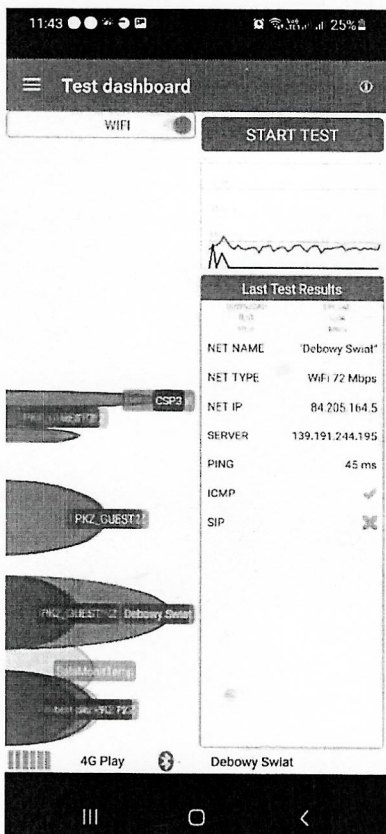 11:43
25%
Test dashboard
WIFI
START TEST
Last Test Results
NET NAME "Debowy Swiat"
NET TYPE WiFi 72 Mbps
NET IP 84.205.164.5
SERVER 139.191.244.195
PING 45 ms
ICMP
SIP
CSP3
PKZ_GUEST
PKZ_GUEST Debowy Swiat
4G Play
Debowy Swiat